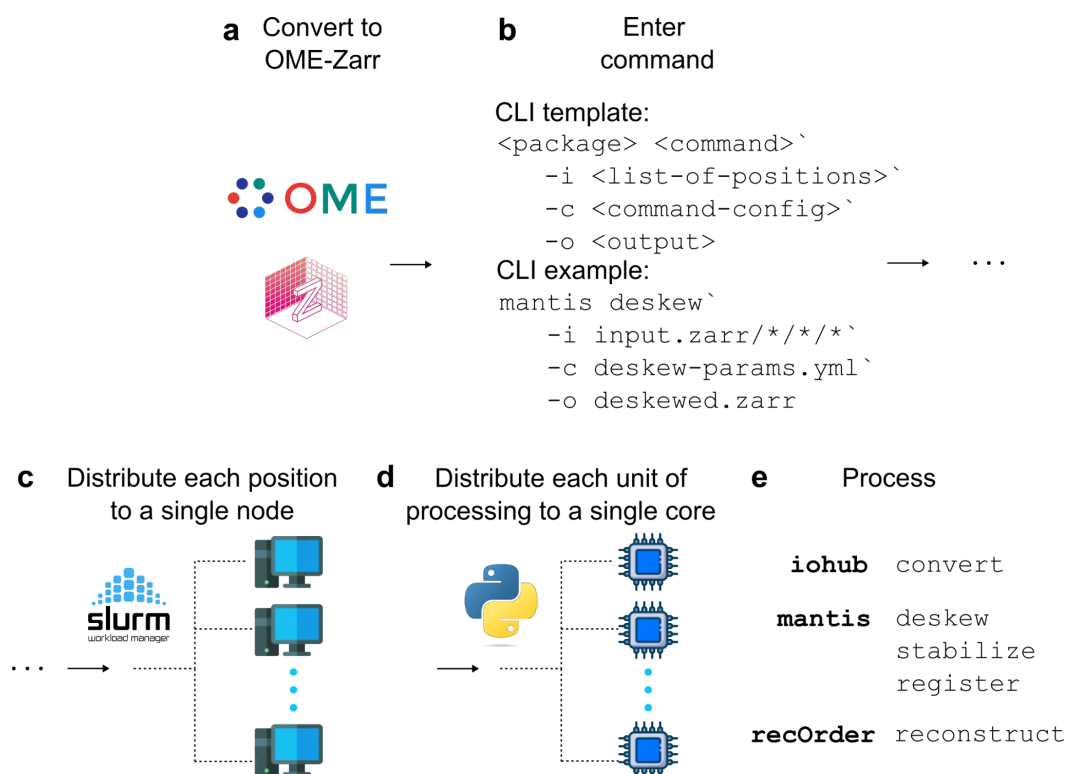 a Convert to
OME-Zarr
b Enter
command
OME
Z
CLI template:
<package> <command>`
-i <list-of-positions>`
-c <command-config>`
-o <output>
CLI example:
mantis deskew`
-i input.zarr/*/*/*`
-c deskew-params.yml`
-o deskewed.zarr
...
c Distribute each position
to a single node
slurm
workload manager
...
d Distribute each unit of
processing to a single core
e Process
iohub convert
mantis deskew
stabilize
register
recOrder reconstruct